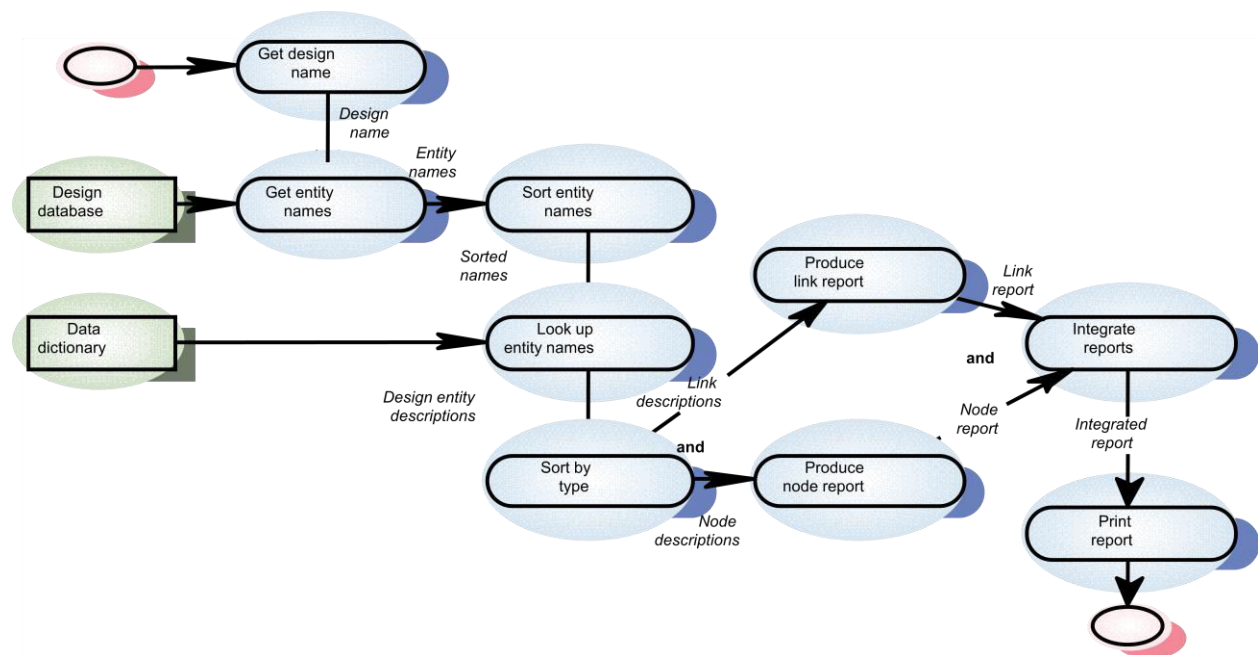 Get design
name
Design
name
Entity
names
Design
database
Get entity
names
Sort entity
names
Sorted
names
Produce
link report
Link
report
Data
dictionary
Look up
entity names
Integrate
reports
and
Design entity
descriptions
Link
descriptions
Node
report
Integrated
report
and
Sort by
type
Produce
node report
Node
descriptions
Print
report